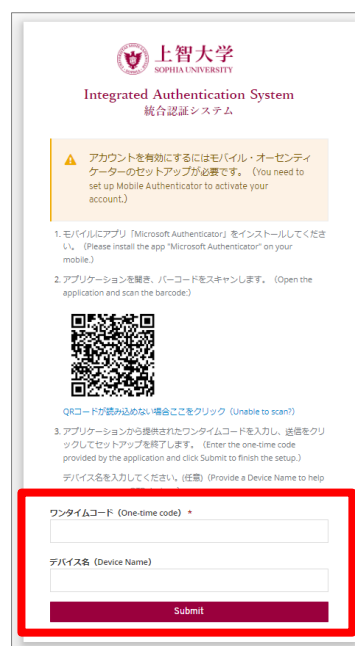 上智大学
SOPHIA UNIVERSITY
Integrated Authentication System
統合認証システム
アカウントを有効にするにはモバイル・オーセンティ
ケーターのセットアップが必要です。 (You need to
set up Mobile Authenticator to activate your
account.)
1. モバイルにアプリ「Microsoft Authenticator」をインストールしてくださ
い。 (Please install the app "Microsoft Authenticator" on your
mobile.)
2. アプリケーションを開き、バーコードをスキャンします。 (Open the
application and scan the barcode:)
QRコードが読み込めない場合ここをクリック (Unable to scan?)
3. アプリケーションから提供されたワンタイムコードを入力し、送信をクリ
ックしてセットアップを終了します。 (Enter the one-time code
provided by the application and click Submit to finish the setup.)
デバイス名を入力してください。(任意) (Provide a Device Name to help
ワンタイムコード (One-time code) *
デバイス名 (Device Name)
Submit